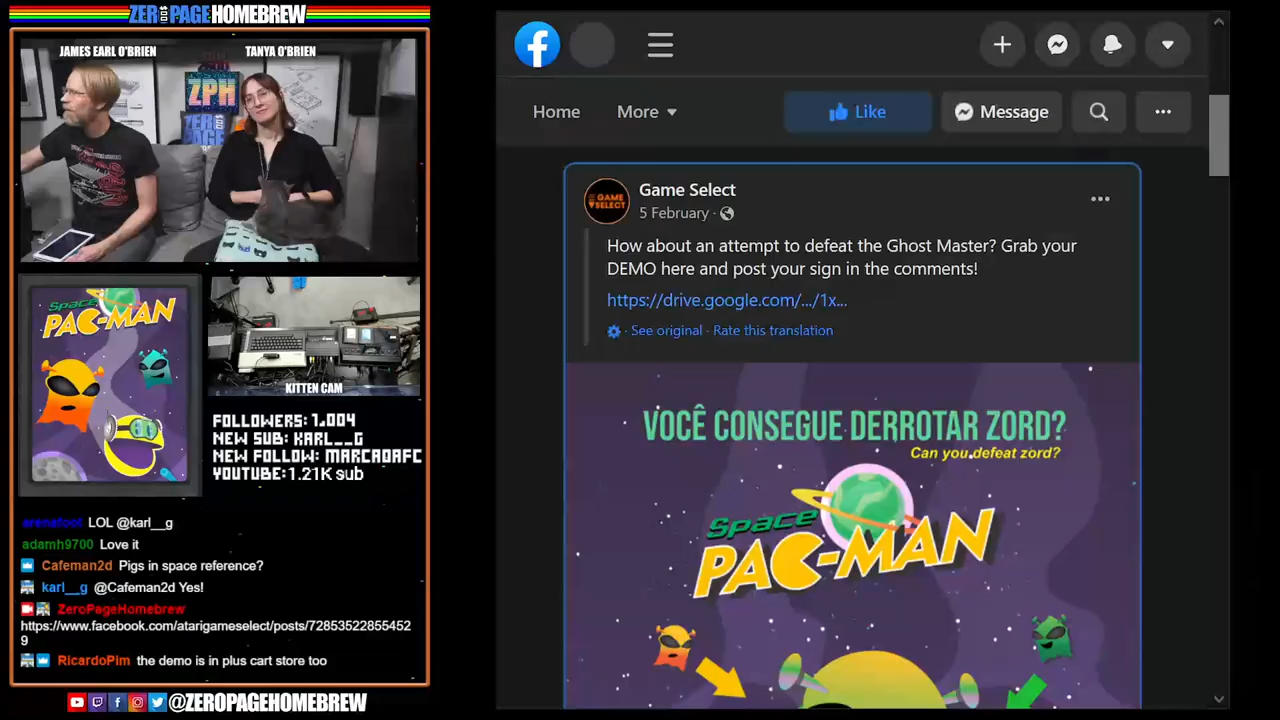 ZEROPAGEHOMEBREW
JAMES EARL O'BRIEN
TANYA O'BRIEN
ZPH
Space
PAC-MAN
KITTEN CAM
FOLLOWERS: 1,004
NEW SUB: KARL__G
NEW FOLLOW: MARCAOAFC
YOUTUBE: 1.21K sub
arenafoot LOL @karl__g
adamh9700 Love it
Cafeman2d Pigs in space reference?
karl__g @Cafeman2d Yes!
ZeroPageHomebrew
https://www.facebook.com/atarigameselect/posts/72853522855452
9
RicardoPim the demo is in plus cart store too
@ZEROPAGEHOMEBREW
Home More Like Message
GAME SELECT
Game Select
5 February ·
How about an attempt to defeat the Ghost Master? Grab your
DEMO here and post your sign in the comments!
https://drive.google.com/.../1x...
· See original · Rate this translation
VOCÊ CONSEGUE DERROTAR ZORD?
Can you defeat zord?
Space
PAC-MAN